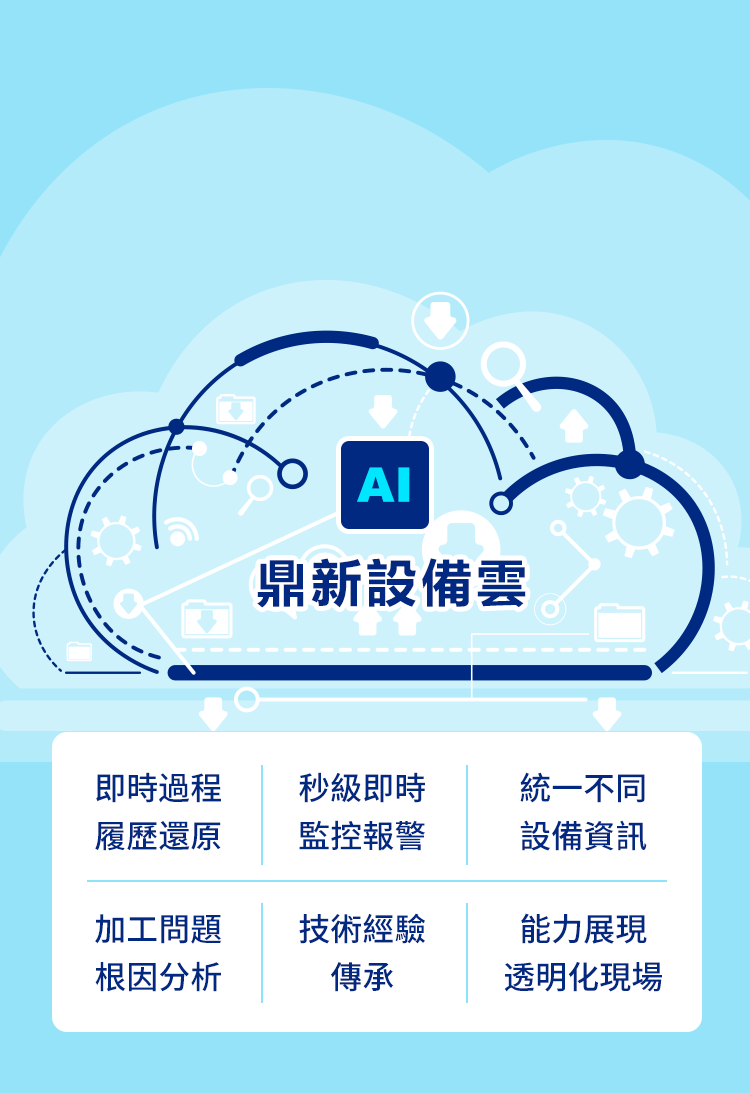 AI
鼎新設備雲
即時過程
履歷還原
秒級即時
監控報警
統一不同
設備資訊
加工問題
根因分析
技術經驗
傳承
能力展現
透明化現場